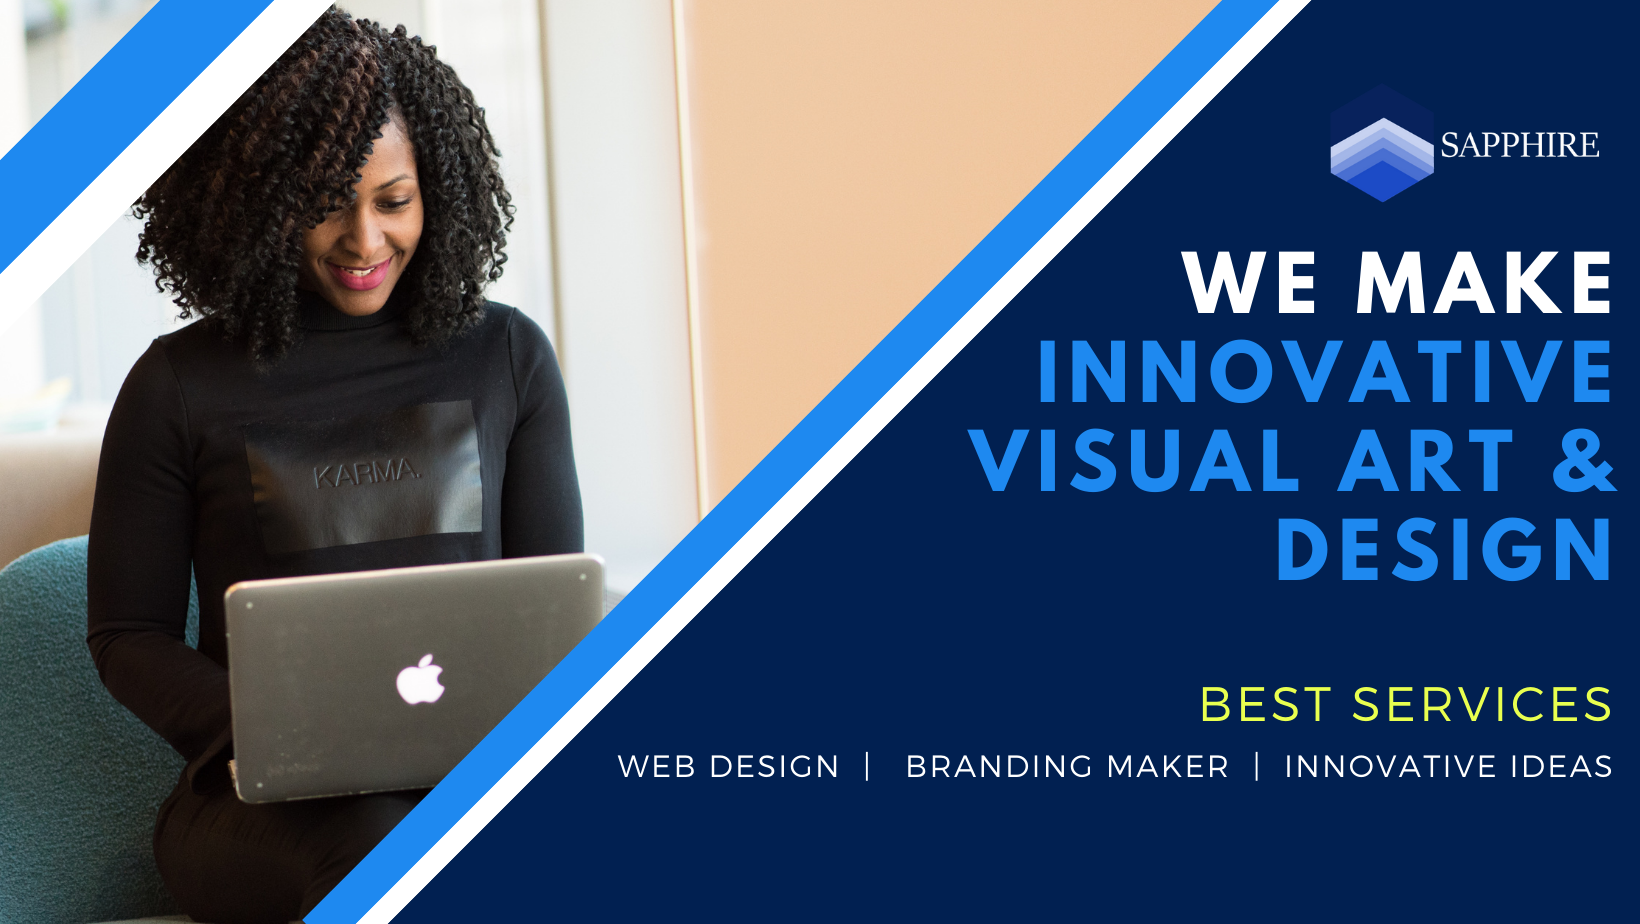 SAPPHIRE
WE MAKE
INNOVATIVE
VISUAL ART &
DESIGN
KARMA.
BEST SERVICES
WEB DESIGN | BRANDING MAKER | INNOVATIVE IDEAS